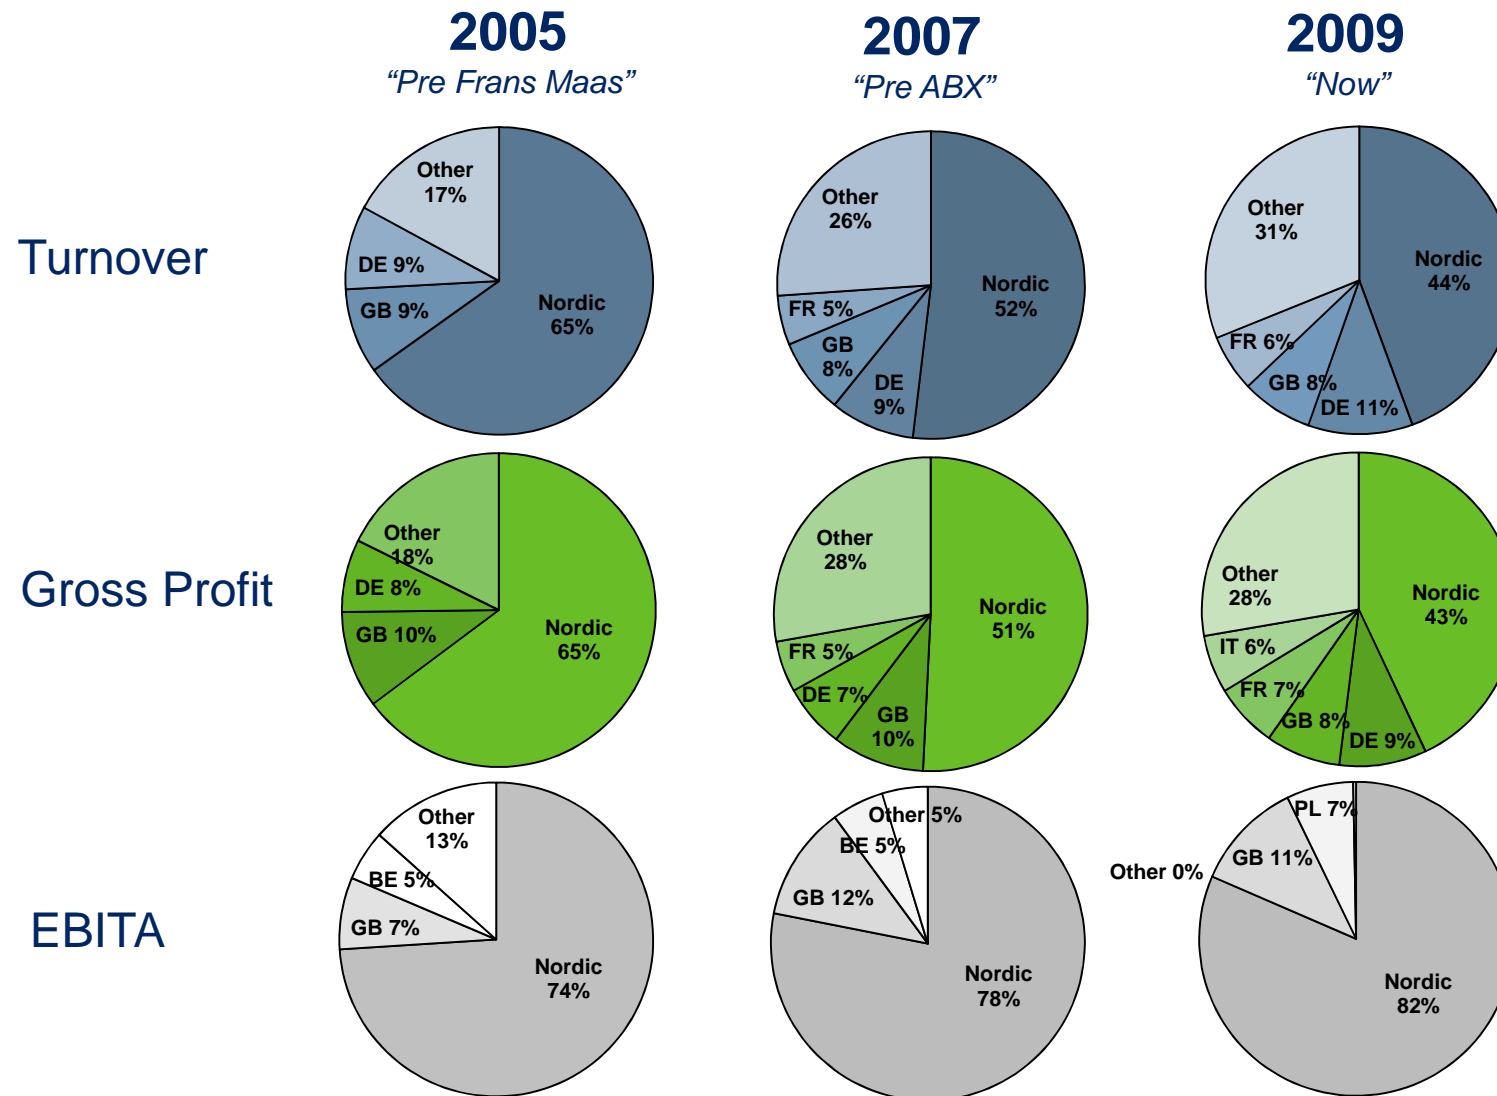 2005
2007
2009
“Pre Frans Maas”
“Pre ABX”
“Now”
Turnover
Other
17%
DE 9%
GB 9%
Nordic
65%
Other
26%
FR 5%
GB
8%
DE
9%
Nordic
52%
Other
31%
FR 6%
GB 8%
DE 11%
Nordic
44%
Gross Profit
Other
18%
DE 8%
GB 10%
Nordic
65%
Other
28%
FR 5%
DE 7%
GB
10%
Nordic
51%
Other
28%
IT 6%
FR 7%
GB 8%
DE 9%
Nordic
43%
EBITA
Other
13%
BE 5%
GB 7%
Nordic
74%
Other 5%
BE 5%
GB 12%
Nordic
78%
PL 7%
GB 11%
Other 0%
Nordic
82%